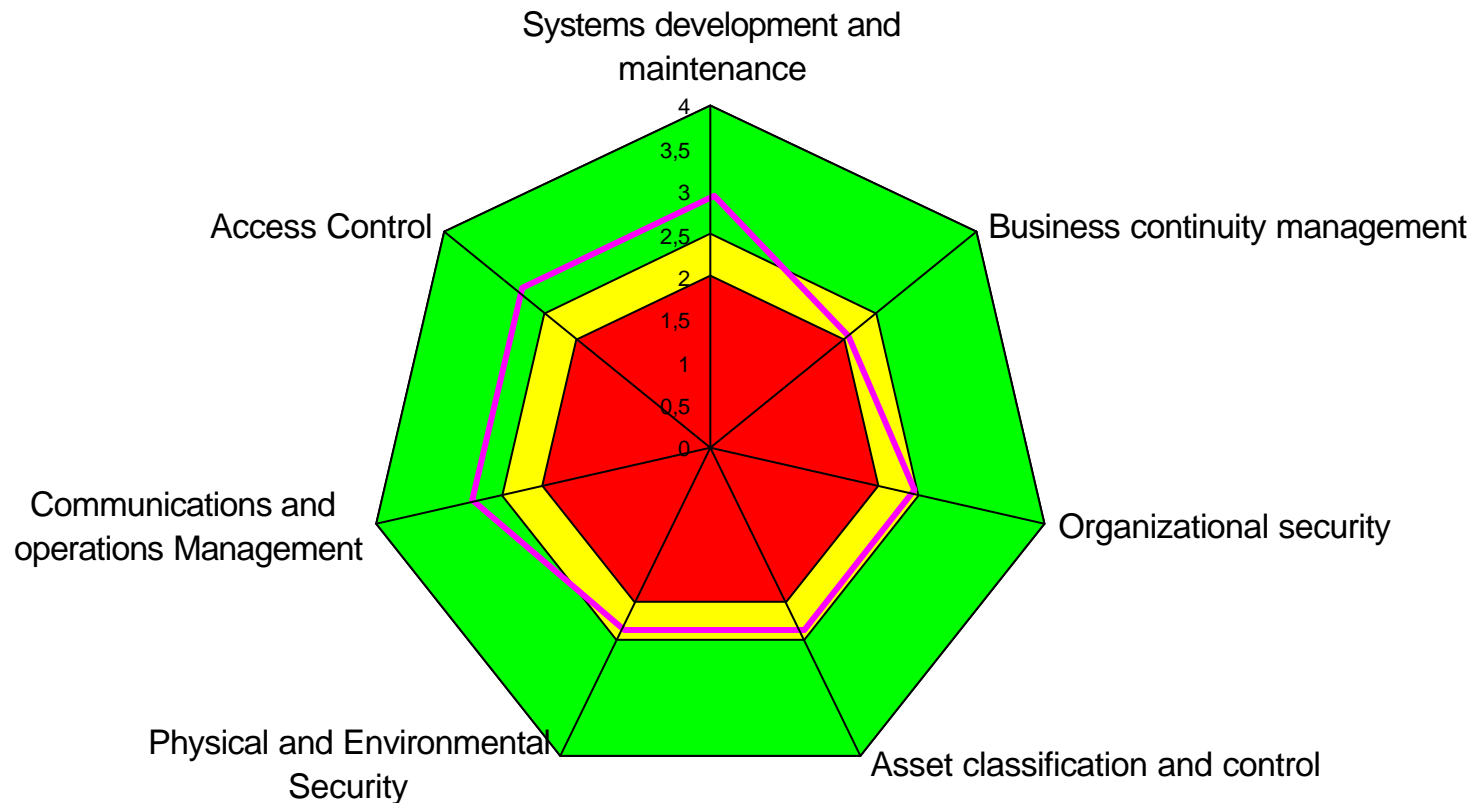 Systems development and
maintenance
4
3,5
3
2,5
2
1,5
1
0,5
0
Access Control
Business continuity management
Communications and
operations Management
Organizational security
Physical and Environmental
Security
Asset classification and control